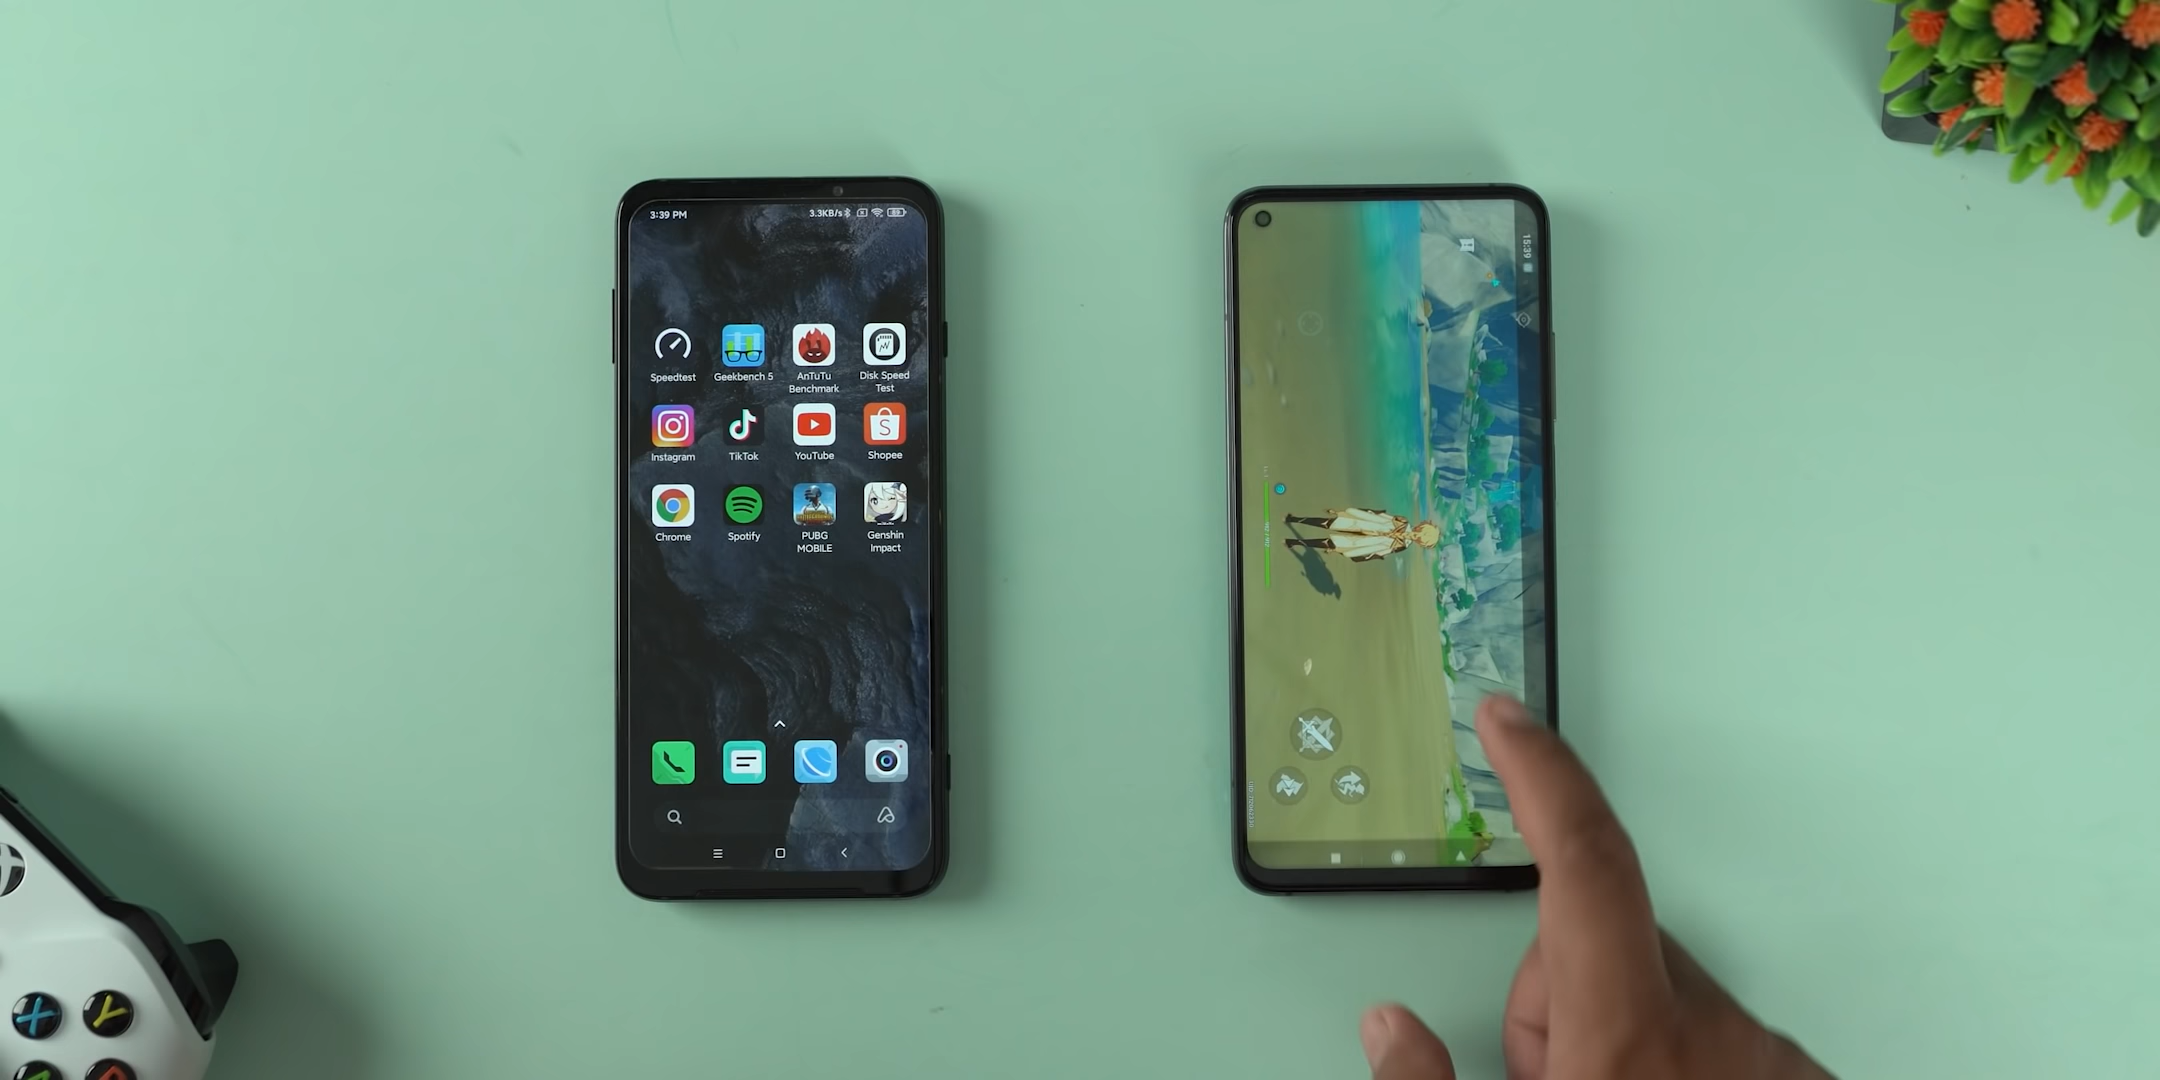 3:39 PM
3.3KB/s
Speedtest
Geekbench 5
AnTuTu
Benchmark
Disk Speed
Test
Instagram
TikTok
YouTube
Shopee
Chrome
Spotify
PUBG
MOBILE
Genshin
Impact
15:39
X
Y